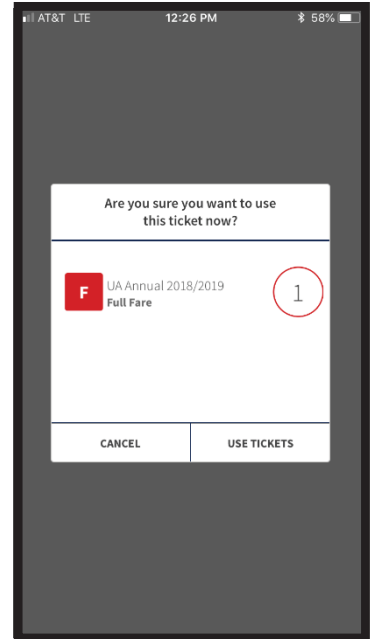 AT&T LTE 12:26 PM 58%
Are you sure you want to use
this ticket now?
F UA Annual 2018/2019 1
Full Fare
CANCEL USE TICKETS